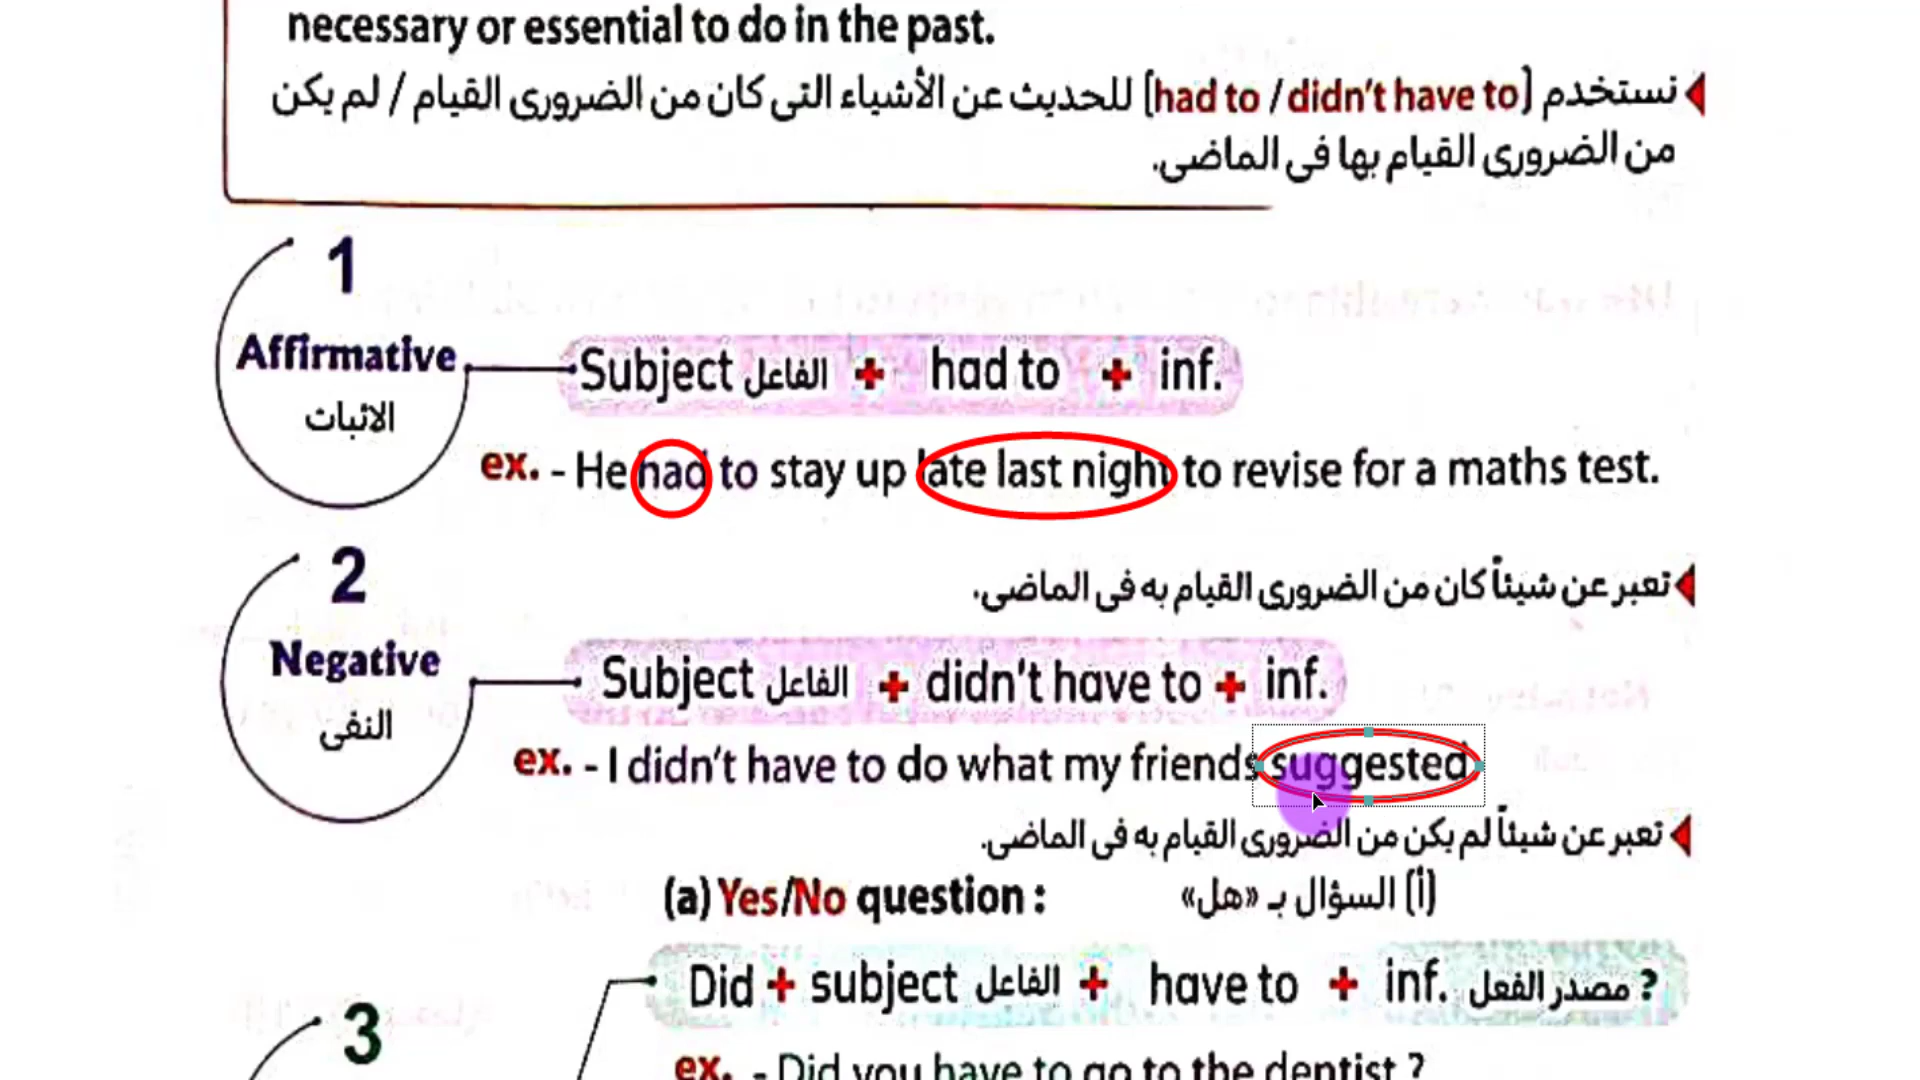 necessary or essential to do in the past.
نستخدم (had to / didn't have to) للحديث عن الأشياء التى كان من الضرورى القيام / لم يكن
من الضرورى القيام بها فى الماضى.
1
Affirmative
الاثبات
Subject الفاعل + had to + inf.
ex. - He had to stay up late last night to revise for a maths test.
تعبر عن شيئاً كان من الضرورى القيام به فى الماضى.
2
Negative
النفى
Subject الفاعل + didn't have to + inf.
ex. - I didn't have to do what my friends suggested.
تعبر عن شيئاً لم يكن من الضرورى القيام به فى الماضى.
(a) Yes/No question : (أ) السؤال بـ «هل»
Did + subject الفاعل + have to + inf. مصدر الفعل ?
3
ex. - Did you have to go to the dentist ?